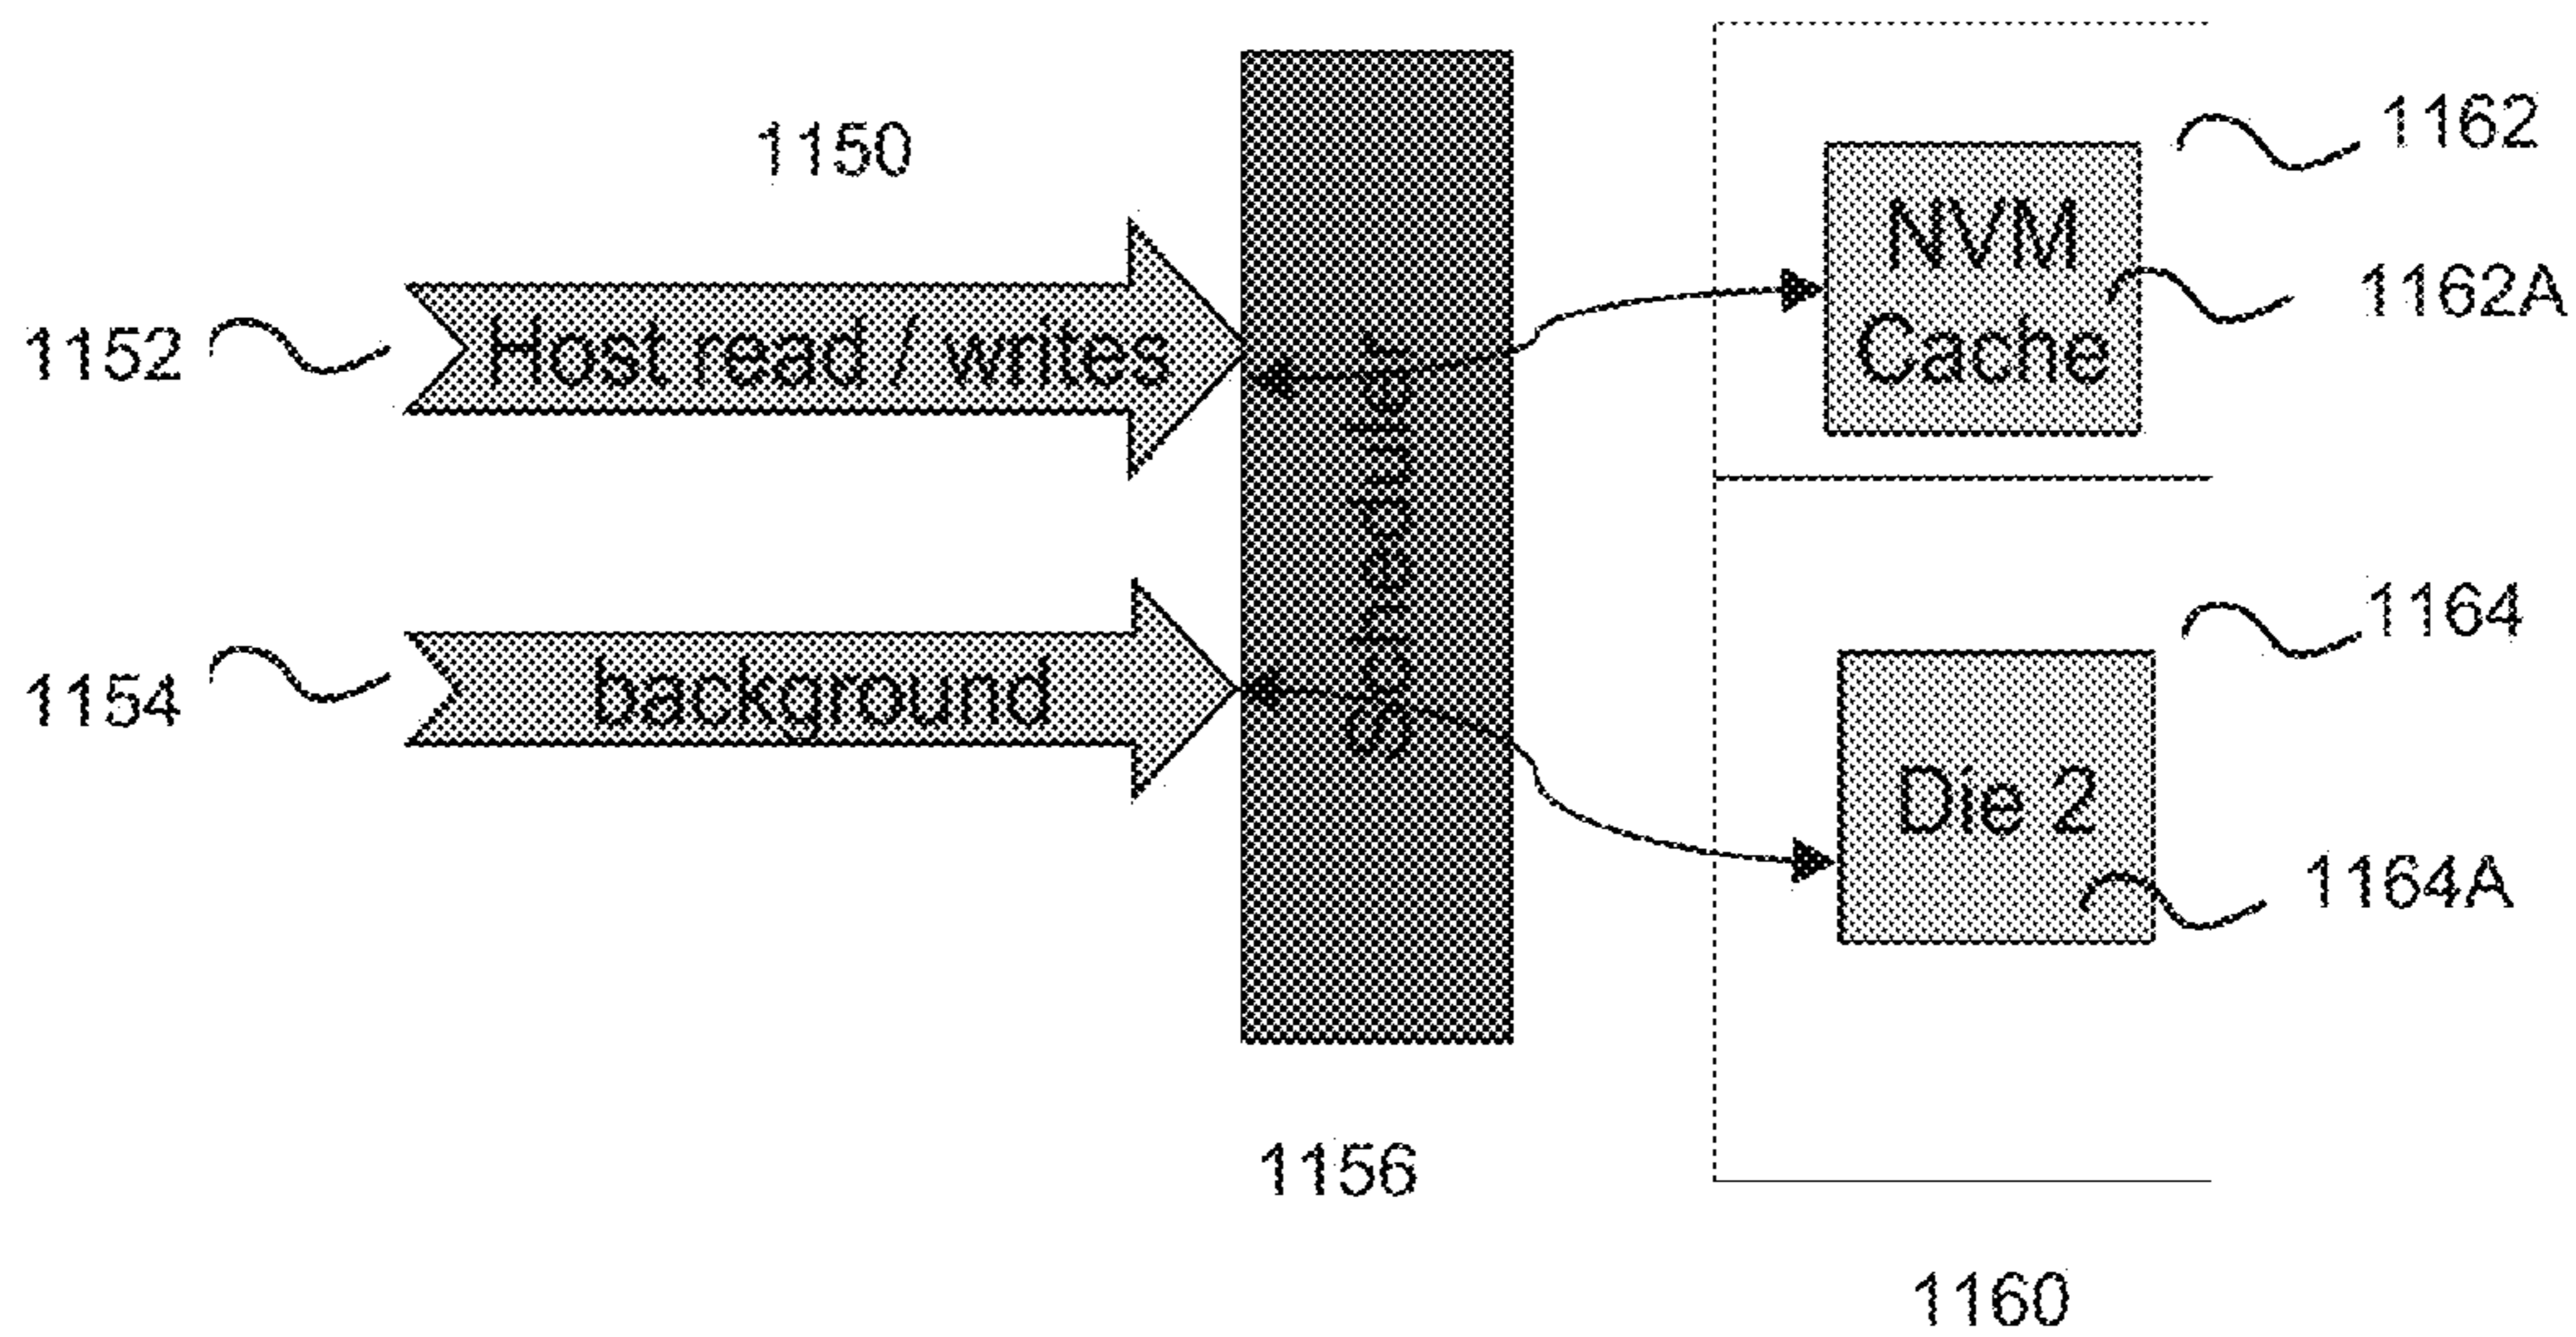 1150
1162
NVM
Cache
1162A
1152
Host read / writes
Scheduler
1164
1154
background
Die 2
1164A
1156
1160